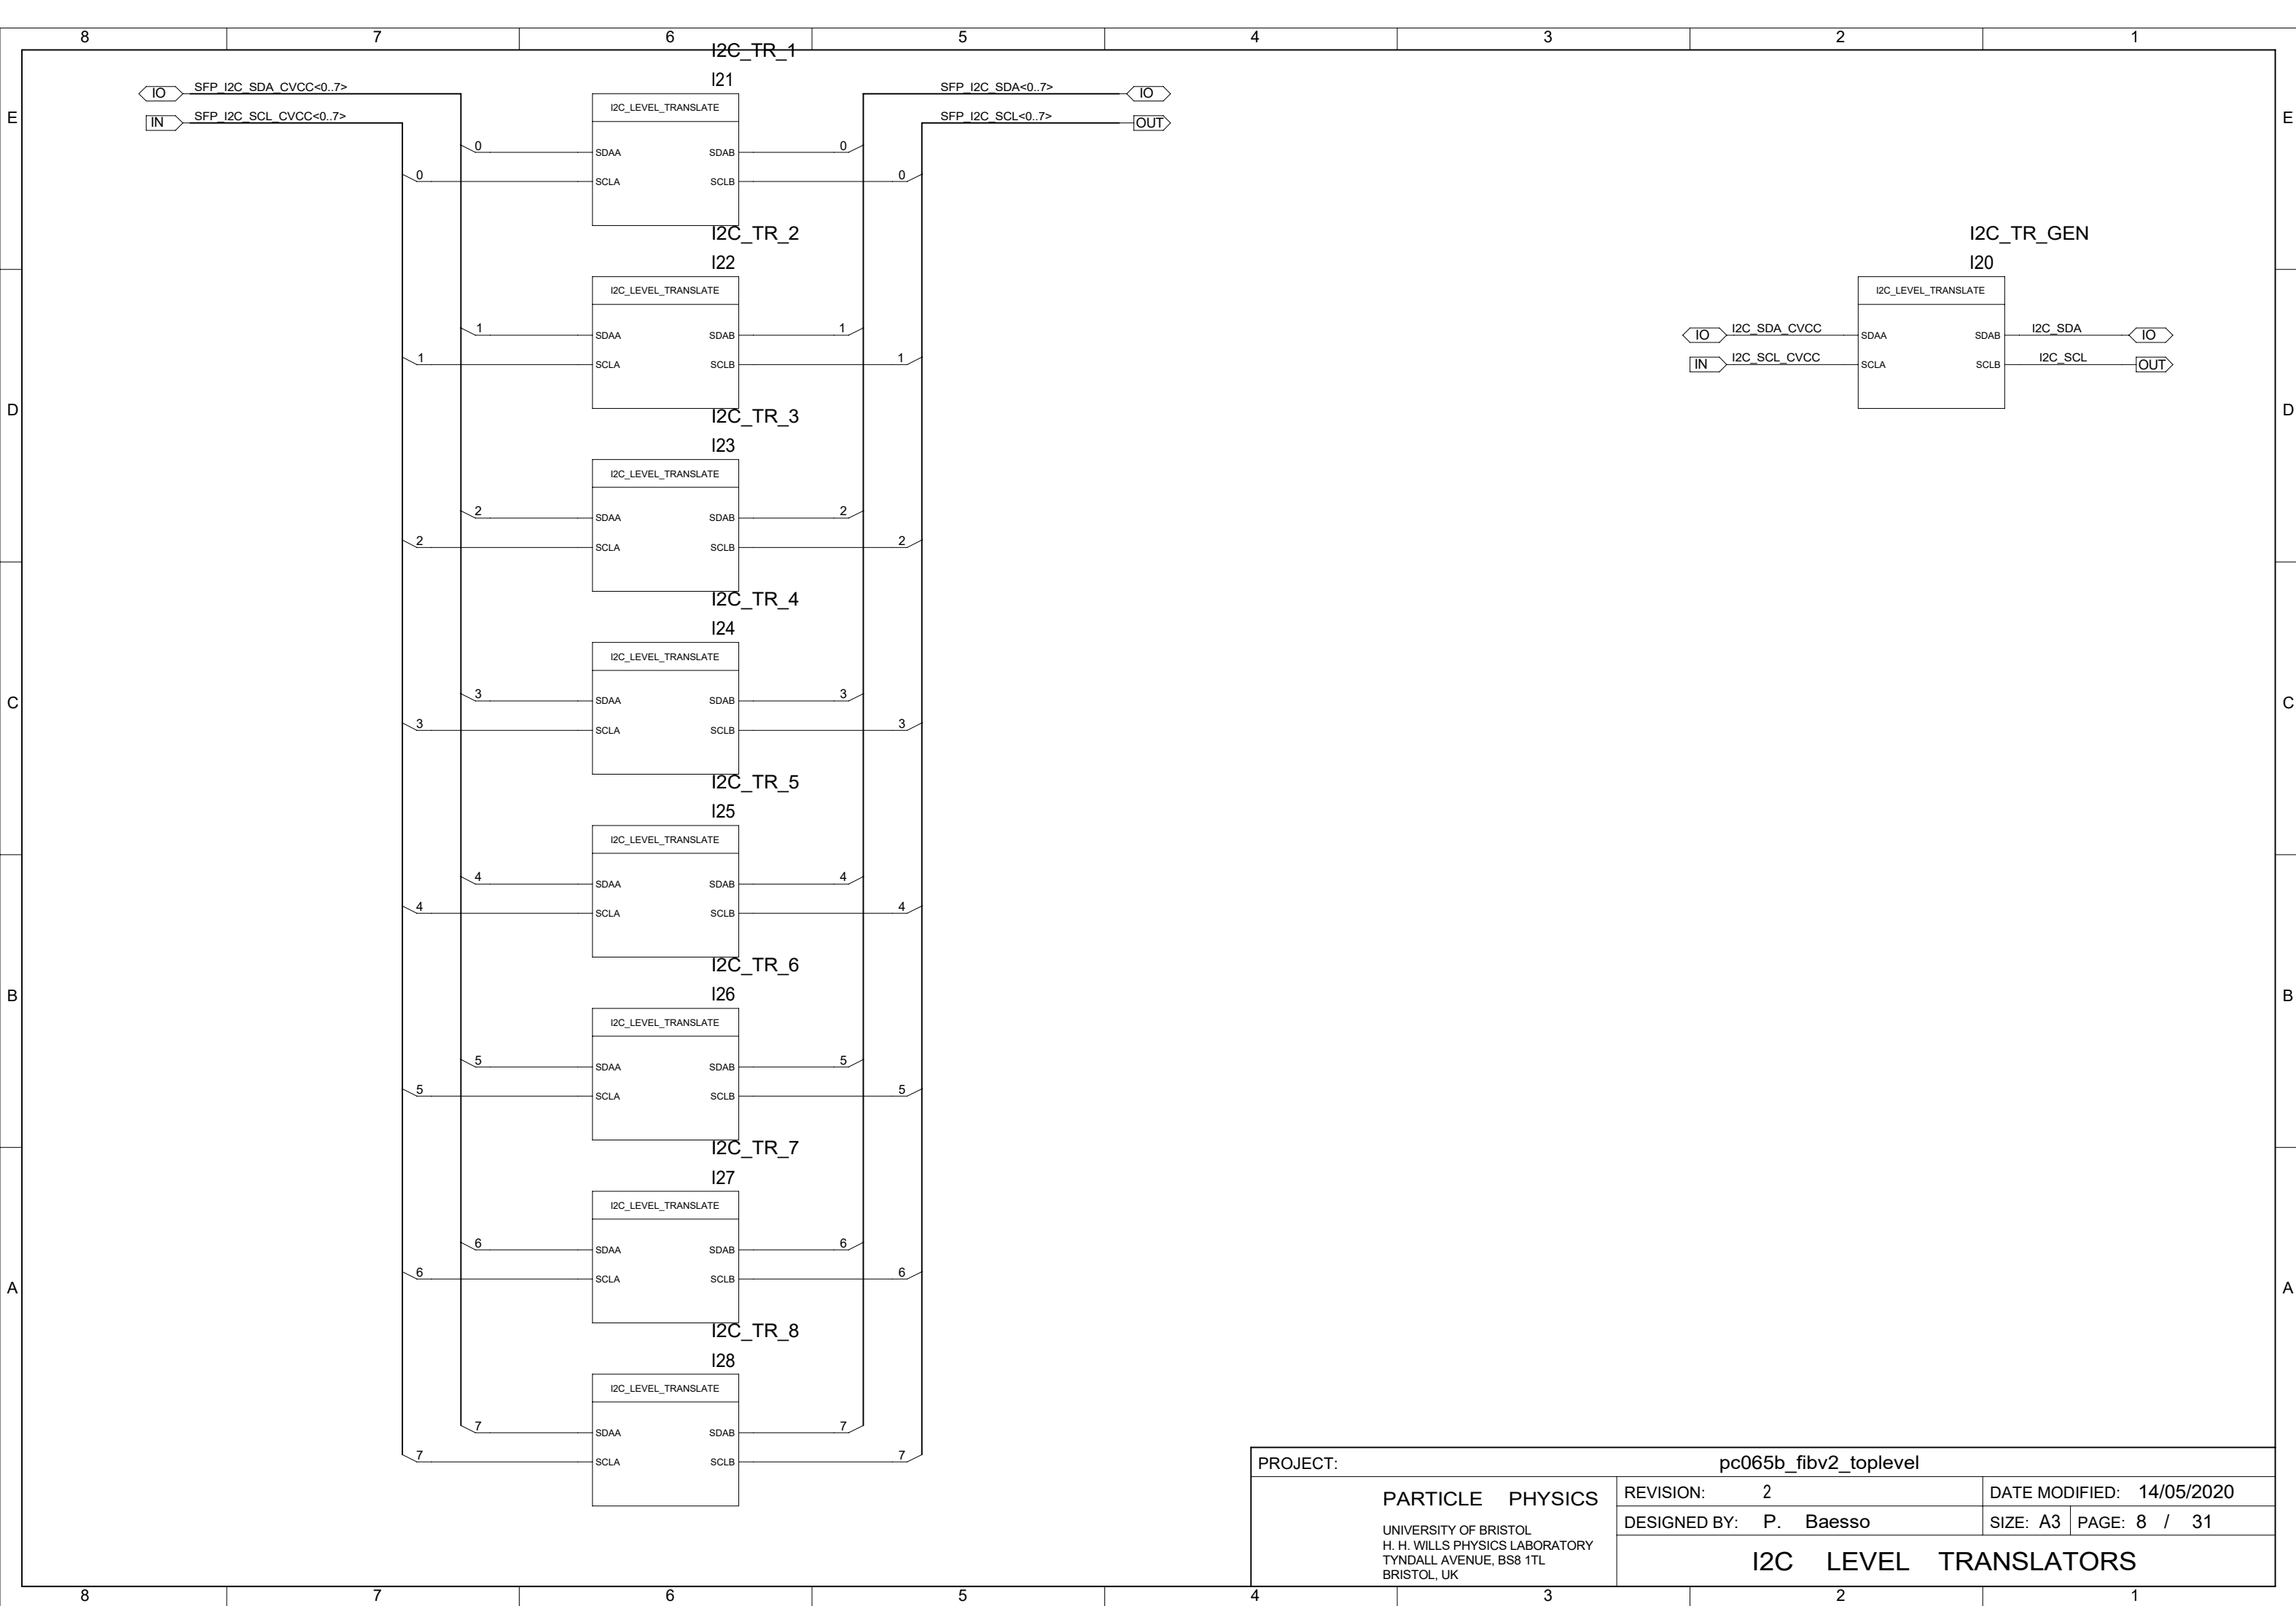 8 7 6 5 4 3 2 1
I2C_TR_1
I21
IO SFP_I2C_SDA_CVCC<0..7> SFP_I2C_SDA<0..7> IO
I2C_LEVEL_TRANSLATE
E IN SFP_I2C_SCL_CVCC<0..7> SFP_I2C_SCL<0..7> OUT E
0 SDAA SDAB 0
0 SCLA SCLB 0
I2C_TR_2 I2C_TR_GEN
I22 I20
I2C_LEVEL_TRANSLATE I2C_LEVEL_TRANSLATE
1 SDAA SDAB 1 IO I2C_SDA_CVCC SDAA SDAB I2C_SDA IO
1 SCLA SCLB 1 IN I2C_SCL_CVCC SCLA SCLB I2C_SCL OUT
D I2C_TR_3 D
I23
I2C_LEVEL_TRANSLATE
2 SDAA SDAB 2
2 SCLA SCLB 2
I2C_TR_4
I24
I2C_LEVEL_TRANSLATE
3 SDAA SDAB 3
C C
3 SCLA SCLB 3
I2C_TR_5
I25
I2C_LEVEL_TRANSLATE
4 SDAA SDAB 4
4 SCLA SCLB 4
I2C_TR_6
B I26 B
I2C_LEVEL_TRANSLATE
5 SDAA SDAB 5
5 SCLA SCLB 5
I2C_TR_7
I27
I2C_LEVEL_TRANSLATE
6 SDAA SDAB 6
6 SCLA SCLB 6
A A
I2C_TR_8
I28
I2C_LEVEL_TRANSLATE
7 SDAA SDAB 7
7 SCLA SCLB 7
PROJECT: pc065b_fibv2_toplevel
PARTICLE PHYSICS
UNIVERSITY OF BRISTOL
H. H. WILLS PHYSICS LABORATORY
TYNDALL AVENUE, BS8 1TL
BRISTOL, UK
REVISION: 2 DATE MODIFIED: 14/05/2020
DESIGNED BY: P. Baesso SIZE: A3 PAGE: 8 / 31
I2C LEVEL TRANSLATORS
8 7 6 5 4 3 2 1